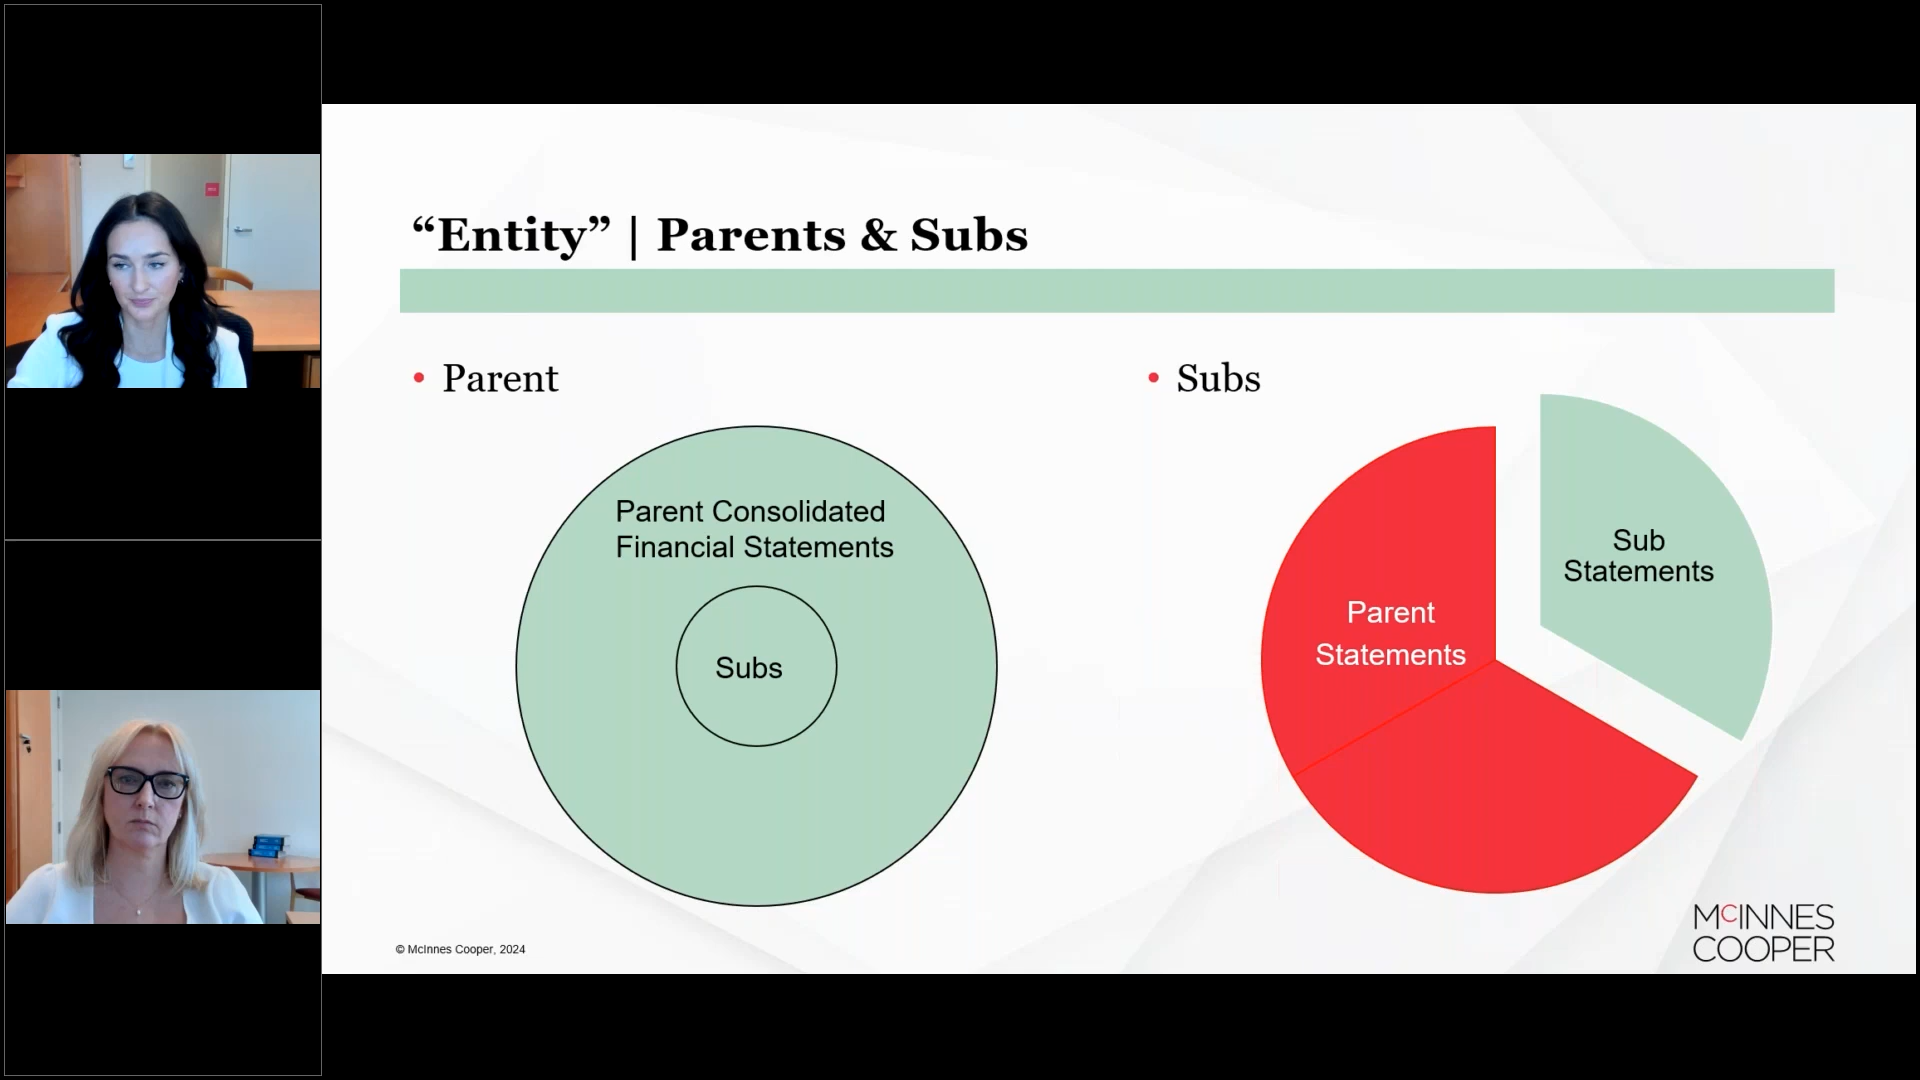 “Entity” | Parents & Subs
• Parent
Parent Consolidated
Financial Statements
Subs
• Subs
Sub
Statements
Parent
Statements
© McInnes Cooper, 2024
MCINNES
COOPER